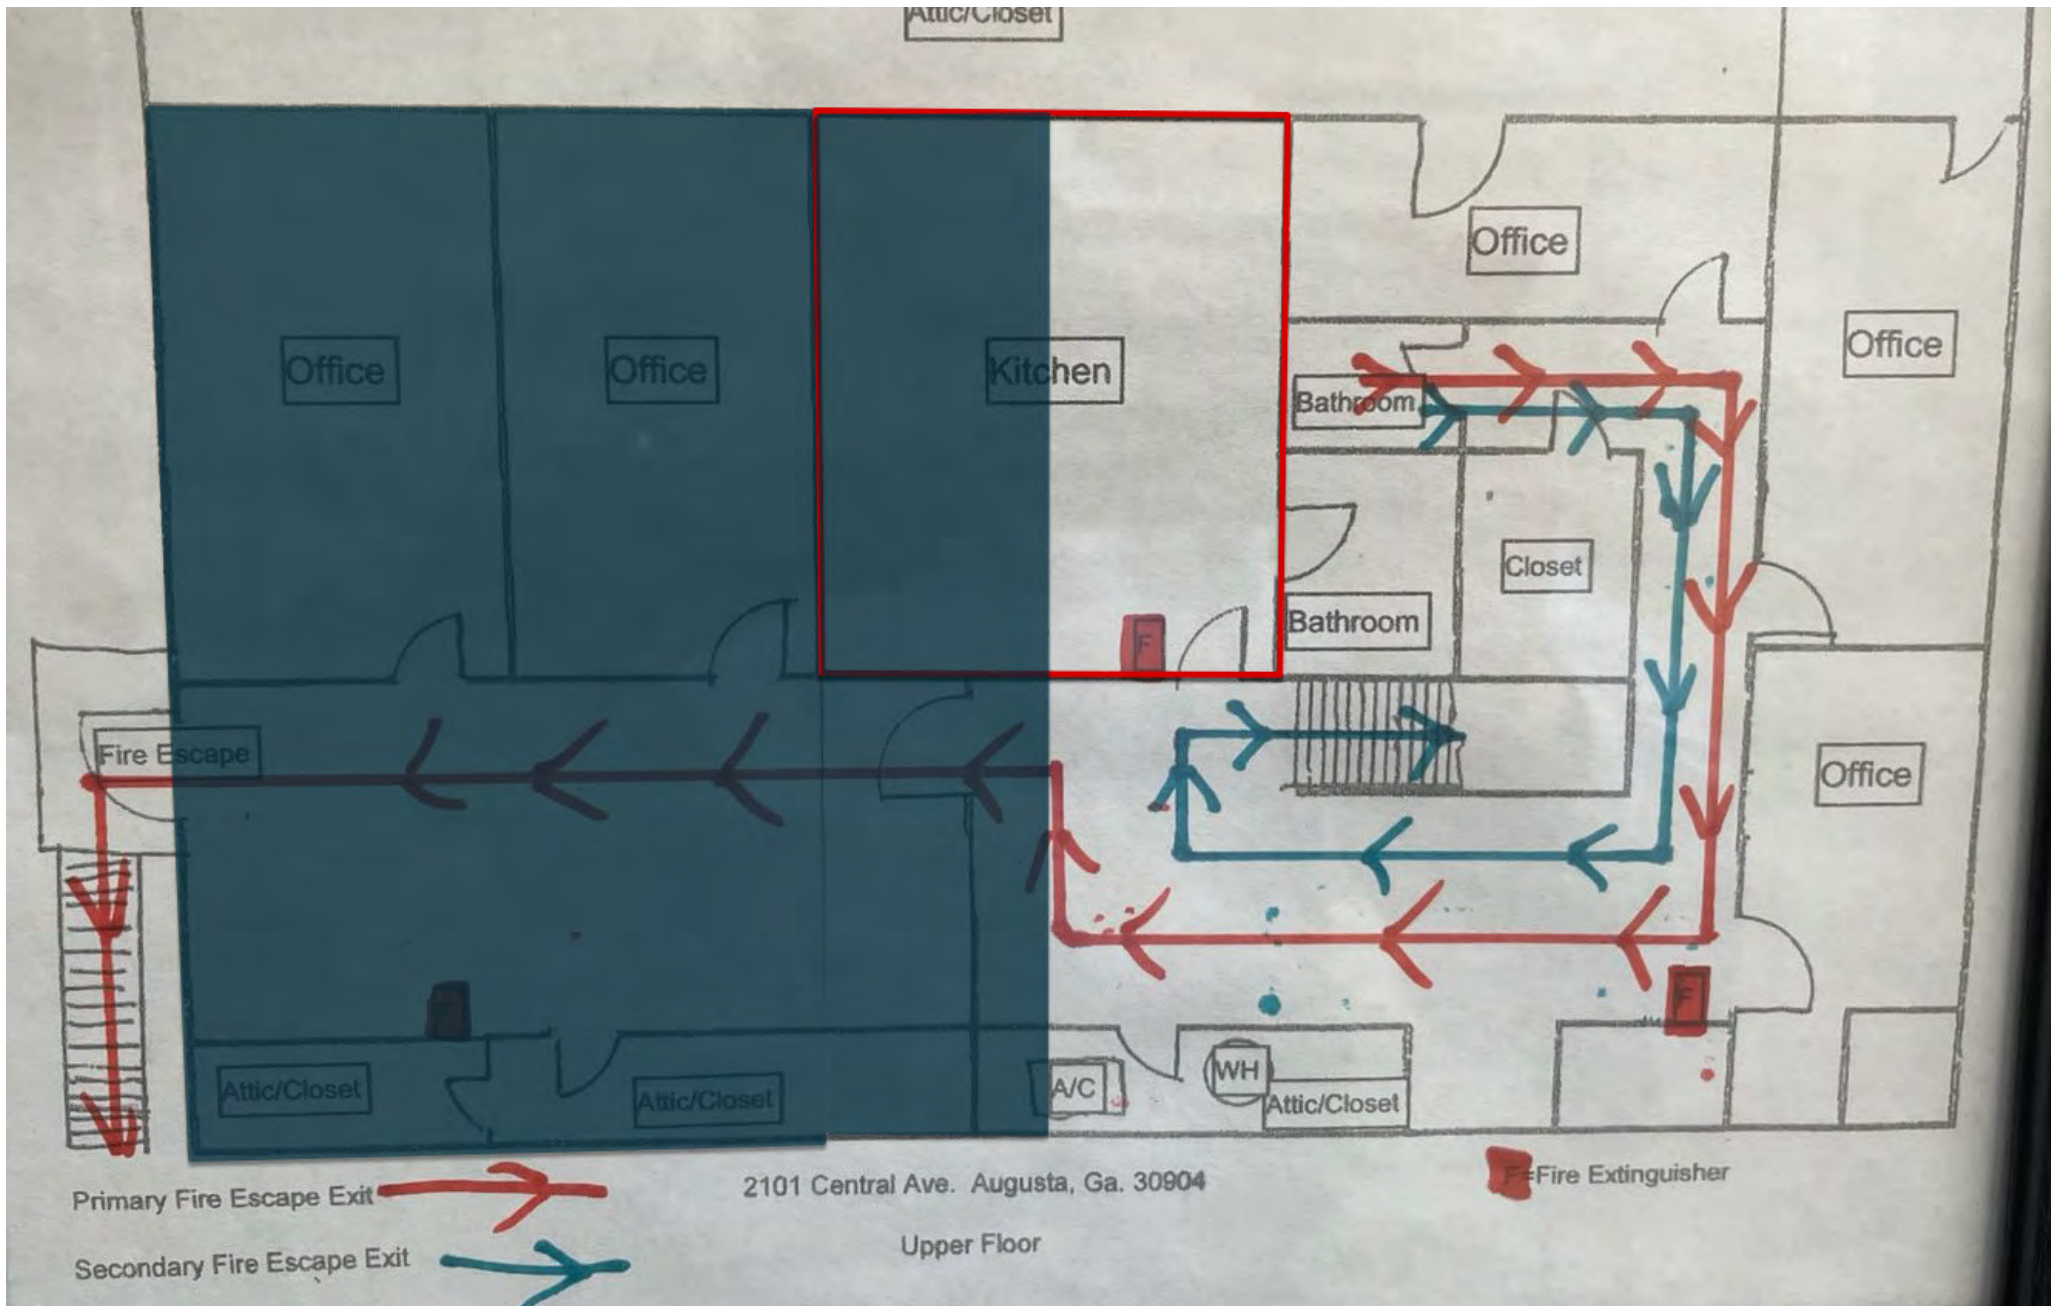 Attic/Closet
Office
Office
Office
Kitchen
Office
Bathroom
Closet
Bathroom
F
Fire Escape
Office
F
Attic/Closet
Attic/Closet
A/C
WH
Attic/Closet
Primary Fire Escape Exit
2101 Central Ave. Augusta, Ga. 30904
F=Fire Extinguisher
Upper Floor
Secondary Fire Escape Exit